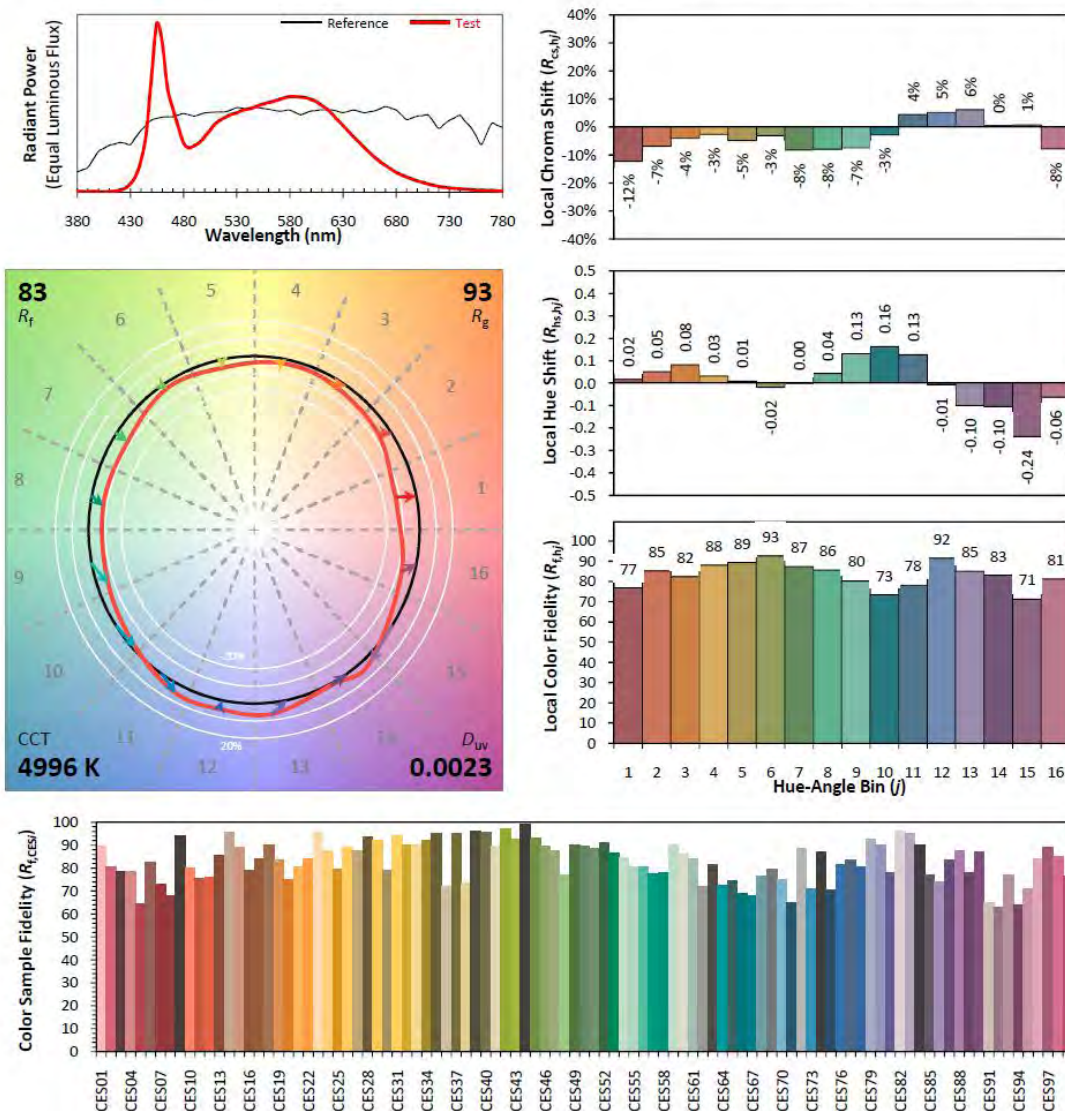 Radiant Power
(Equal Luminous Flux)
Reference
Test
380 430 480 530 580 630 680 730 780
Wavelength (nm)
Local Chroma Shift (Rcs,hj)
40%
30%
20%
10%
0%
-10%
-20%
-30%
-40%
-12% -7% -4% -3% -5% -3% -8% -8% -7% -3% 4% 5% 6% 0% 1% -8%
83
Rf
93
Rg
1 2 3 4 5 6 7 8 9 10 11 12 13 14 15 16
20%
CCT
4996 K
Duv
0.0023
Local Hue Shift (Rhs,hj)
0.5
0.4
0.3
0.2
0.1
0.0
-0.1
-0.2
-0.3
-0.4
-0.5
0.02 0.05 0.08 0.03 0.01 -0.02 0.00 0.04 0.13 0.16 0.13 -0.01 -0.10 -0.10 -0.24 -0.06
Local Color Fidelity (Rf,hj)
100
90
80
70
60
50
40
30
20
10
0
77 85 82 88 89 93 87 86 80 73 78 92 85 83 71 81
1 2 3 4 5 6 7 8 9 10 11 12 13 14 15 16
Hue-Angle Bin (j)
Color Sample Fidelity (Rf,CESi)
100
90
80
70
60
50
40
30
20
10
0
CES01 CES04 CES07 CES10 CES13 CES16 CES19 CES22 CES25 CES28 CES31 CES34 CES37 CES40 CES43 CES46 CES49 CES52 CES55 CES58 CES61 CES64 CES67 CES70 CES73 CES76 CES79 CES82 CES85 CES88 CES91 CES94 CES97